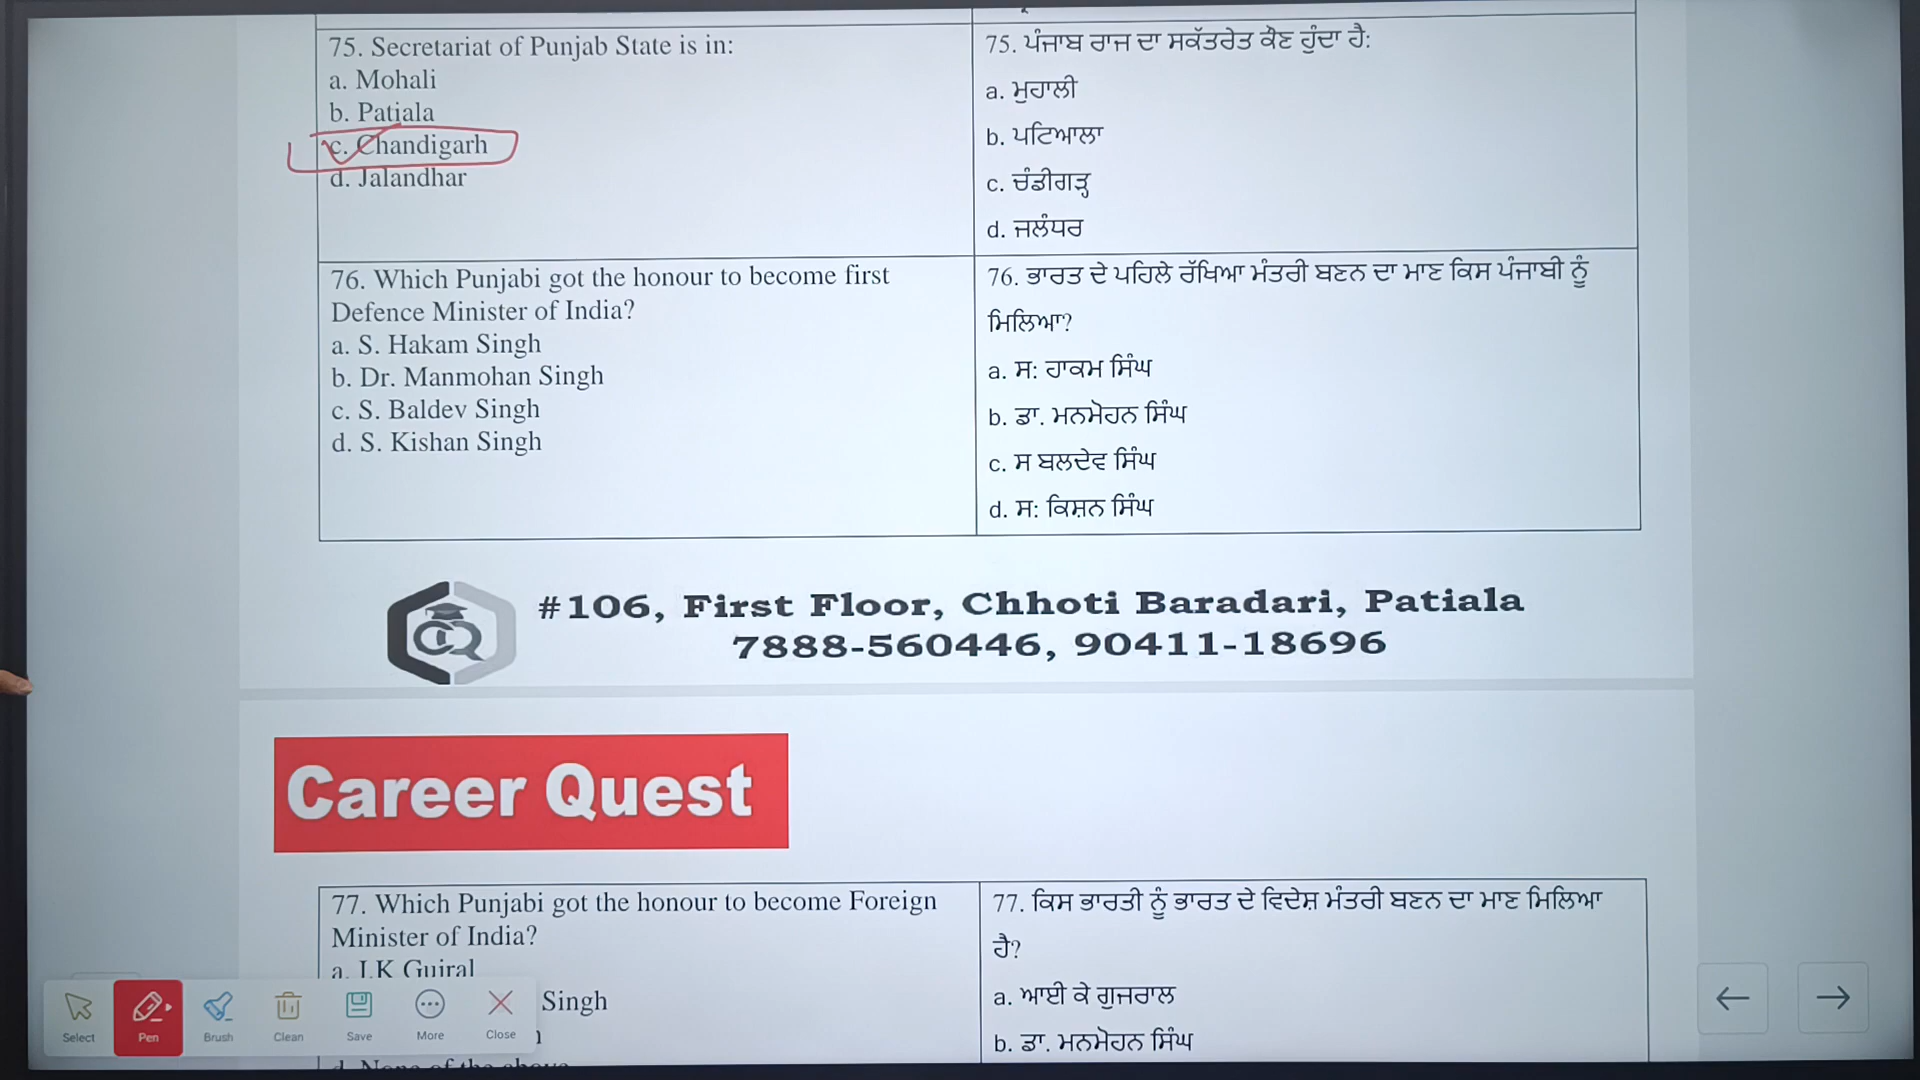 75. Secretariat of Punjab State is in:
a. Mohali
b. Patiala
c. Chandigarh
d. Jalandhar
75. ਪੰਜਾਬ ਰਾਜ ਦਾ ਸਕੱਤਰੇਤ ਕੌਣ ਹੁੰਦਾ ਹੈ:
a. ਮੁਹਾਲੀ
b. ਪਟਿਆਲਾ
c. ਚੰਡੀਗੜ੍ਹ
d. ਜਲੰਧਰ
76. Which Punjabi got the honour to become first
Defence Minister of India?
a. S. Hakam Singh
b. Dr. Manmohan Singh
c. S. Baldev Singh
d. S. Kishan Singh
76. ਭਾਰਤ ਦੇ ਪਹਿਲੇ ਰੱਖਿਆ ਮੰਤਰੀ ਬਣਨ ਦਾ ਮਾਣ ਕਿਸ ਪੰਜਾਬੀ ਨੂੰ
ਮਿਲਿਆ?
a. ਸ: ਹਾਕਮ ਸਿੰਘ
b. ਡਾ. ਮਨਮੋਹਨ ਸਿੰਘ
c. ਸ ਬਲਦੇਵ ਸਿੰਘ
d. ਸ: ਕਿਸ਼ਨ ਸਿੰਘ
CQ
#106, First Floor, Chhoti Baradari, Patiala
7888-560446, 90411-18696
Career Quest
77. Which Punjabi got the honour to become Foreign
Minister of India?
a. I.K Gujral
Singh
77. ਕਿਸ ਭਾਰਤੀ ਨੂੰ ਭਾਰਤ ਦੇ ਵਿਦੇਸ਼ ਮੰਤਰੀ ਬਣਨ ਦਾ ਮਾਣ ਮਿਲਿਆ
ਹੈ?
a. ਆਈ ਕੇ ਗੁਜਰਾਲ
b. ਡਾ. ਮਨਮੋਹਨ ਸਿੰਘ
Select
Pen
Brush
Clean
Save
More
Close